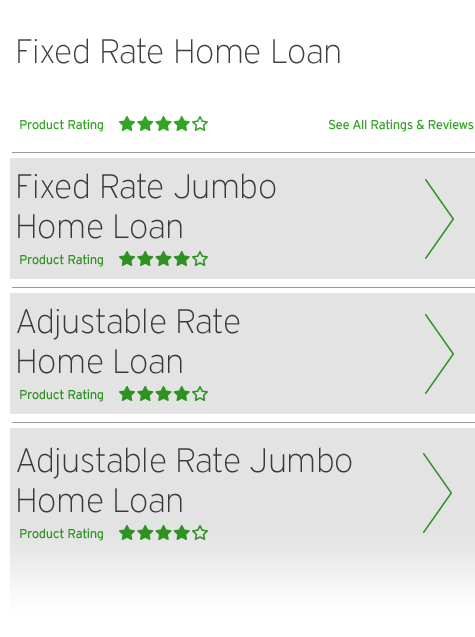 Fixed Rate Home Loan
Product Rating See All Ratings & Reviews
Fixed Rate Jumbo
Home Loan
Product Rating
Adjustable Rate
Home Loan
Product Rating
Adjustable Rate Jumbo
Home Loan
Product Rating